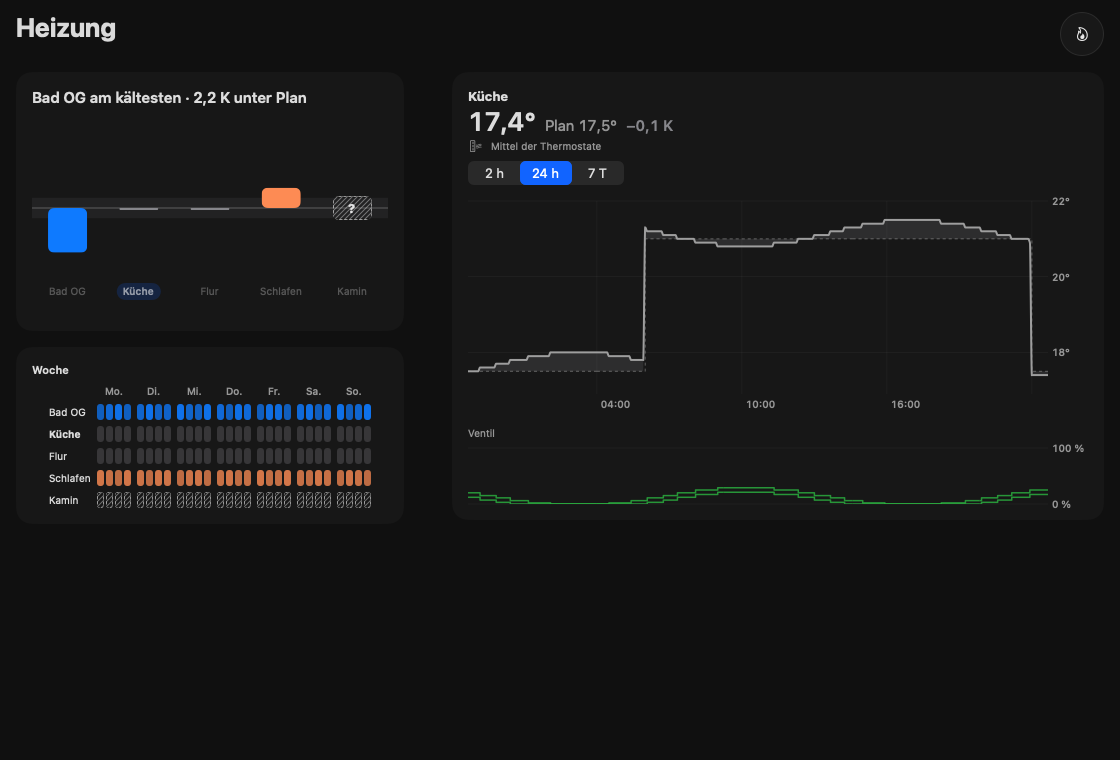 Heizung
Bad OG am kältesten · 2,2 K unter Plan
?
Bad OG Küche Flur Schlafen Kamin
Woche
Mo. Di. Mi. Do. Fr. Sa. So.
Bad OG
Küche
Flur
Schlafen
Kamin
Küche
17,4° Plan 17,5° −0,1 K
Mittel der Thermostate
2 h 24 h 7 T
22°
20°
18°
04:00 10:00 16:00
Ventil
100 %
0 %